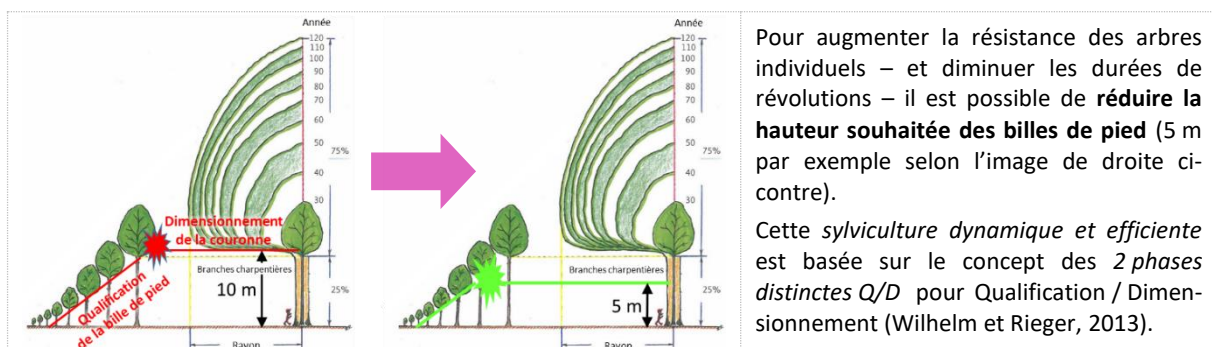 Année
120
110
100
90
80
70
60
50
75%
40
30
Dimensionnement
de la couronne
Branches charpentières
10 m
25%
Qualification
de la bille de pied
Rayon
Année
120
110
100
90
80
70
60
50
75%
40
30
Branches charpentières
5 m
25%
Rayon
Pour augmenter la résistance des arbres
individuels – et diminuer les durées de
révolutions – il est possible de réduire la
hauteur souhaitée des billes de pied (5 m
par exemple selon l’image de droite ci-
contre).
Cette sylviculture dynamique et efficiente
est basée sur le concept des 2 phases
distinctes Q/D pour Qualification / Dimen-
sionnement (Wilhelm et Rieger, 2013).